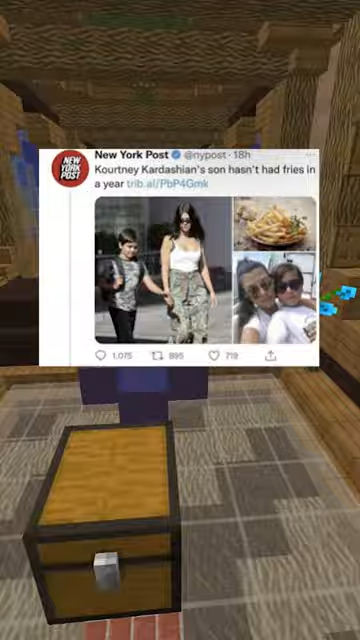 NEW
YORK
POST
New York Post @nypost · 18h
Kourtney Kardashian's son hasn't had fries in
a year trib.al/PbP4Gmk
1,075 895 719